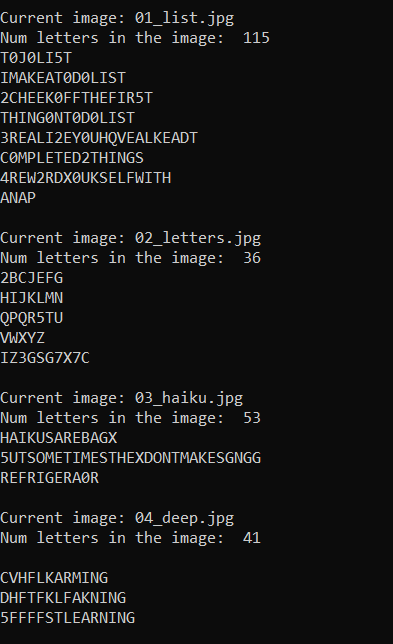 Current image: 01_list.jpg
Num letters in the image:  115
T0J0LI5T
IMAKEAT0D0LIST
2CHEEK0FFTHEFIR5T
THING0NT0D0LIST
3REALI2EY0UHQVEALKEADT
C0MPLETED2THINGS
4REW2RDX0UKSELFWITH
ANAP
Current image: 02_letters.jpg
Num letters in the image:  36
2BCJEFG
HIJKLMN
QPQR5TU
VWXYZ
IZ3GSG7X7C
Current image: 03_haiku.jpg
Num letters in the image:  53
HAIKUSAREBAGX
5UTSOMETIMESTHEXDONTMAKESGNGG
REFRIGERA0R
Current image: 04_deep.jpg
Num letters in the image:  41
CVHFLKARMING
DHFTFKLFAKNING
5FFFFSTLEARNING